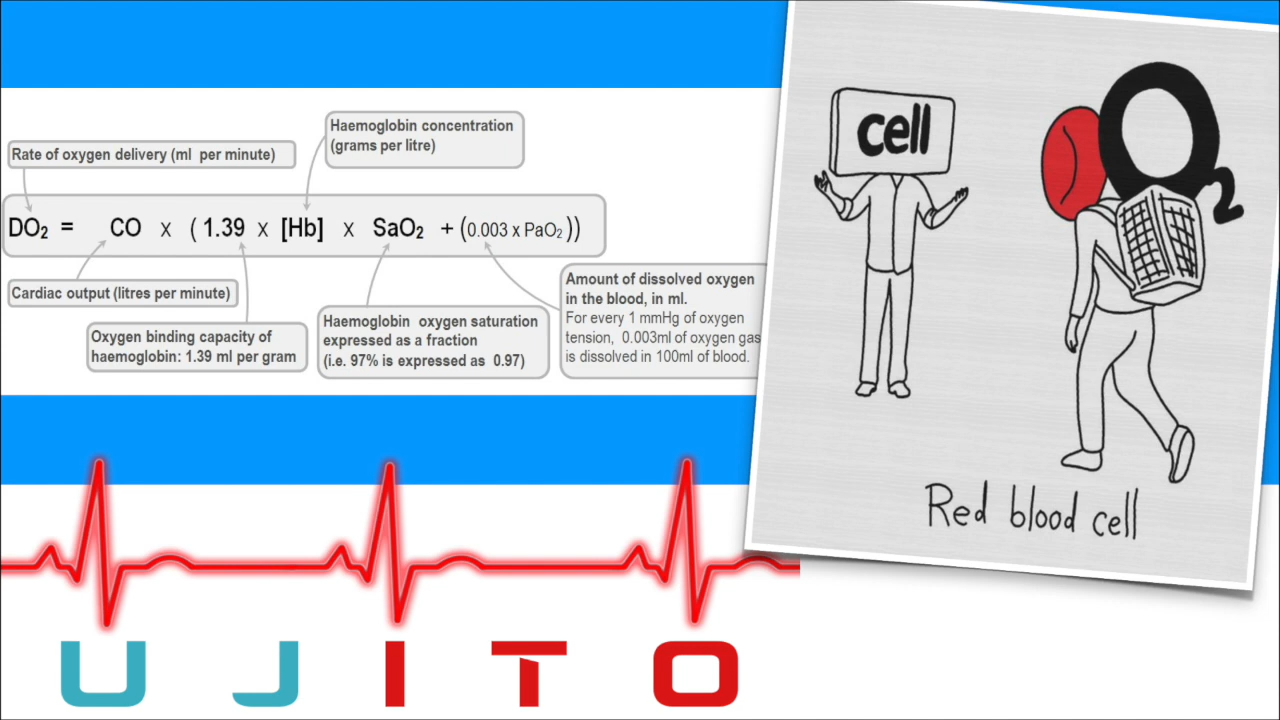 Haemoglobin concentration
(grams per litre)
Rate of oxygen delivery (ml per minute)
DO₂ = CO x ( 1.39 x [Hb] x SaO₂ + (0.003 x PaO₂ ))
Cardiac output (litres per minute)
Oxygen binding capacity of
haemoglobin: 1.39 ml per gram
Haemoglobin oxygen saturation
expressed as a fraction
(i.e. 97% is expressed as 0.97)
Amount of dissolved oxygen
in the blood, in ml.
For every 1 mmHg of oxygen
tension, 0.003ml of oxygen gas
is dissolved in 100ml of blood.
cell
O₂
Red blood cell
UJITO